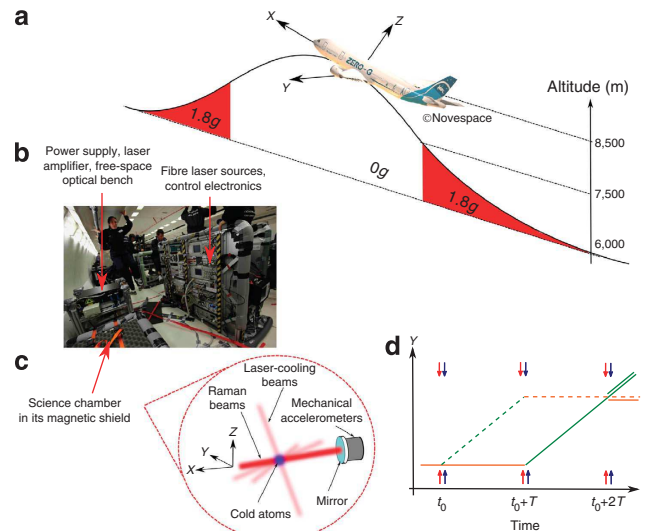 a
X
Z
Y
ZERO-G
©Novespace
Altitude (m)
8,500
7,500
6,000
1.8g
0g
1.8g
b
Power supply, laser
amplifier, free-space
optical bench
Fibre laser sources,
control electronics
Science chamber
in its magnetic shield
c
Laser-cooling
beams
Raman
beams
Mechanical
accelerometers
Z
Y
X
Cold atoms
Mirror
d
Y
t0
t0+T
t0+2T
Time